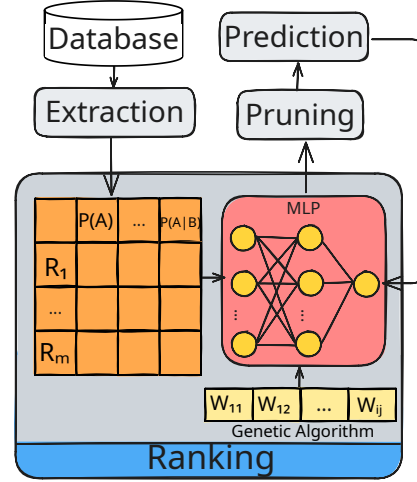 Database
Prediction
Extraction
Pruning
P(A) ... P(A|B)
MLP
R₁
...
Rₘ
⋮ ⋮
W₁₁ W₁₂ ... Wᵢⱼ
Genetic Algorithm
Ranking